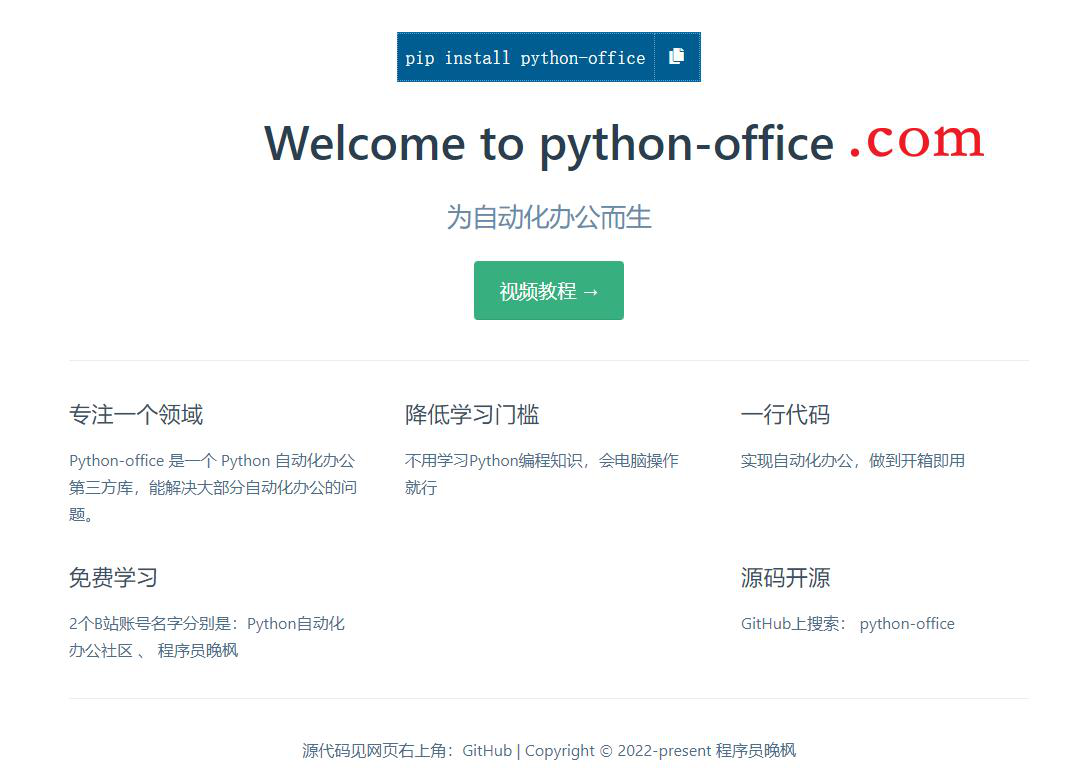 pip install python-office
Welcome to python-office .com
为自动化办公而生
视频教程 →
专注一个领域
Python-office 是一个 Python 自动化办公
第三方库，能解决大部分自动化办公的问
题。
降低学习门槛
不用学习Python编程知识，会电脑操作
就行
一行代码
实现自动化办公，做到开箱即用
免费学习
2个B站账号名字分别是：Python自动化
办公社区 、 程序员晚枫
源码开源
GitHub上搜索： python-office
源代码见网页右上角：GitHub | Copyright © 2022-present 程序员晚枫